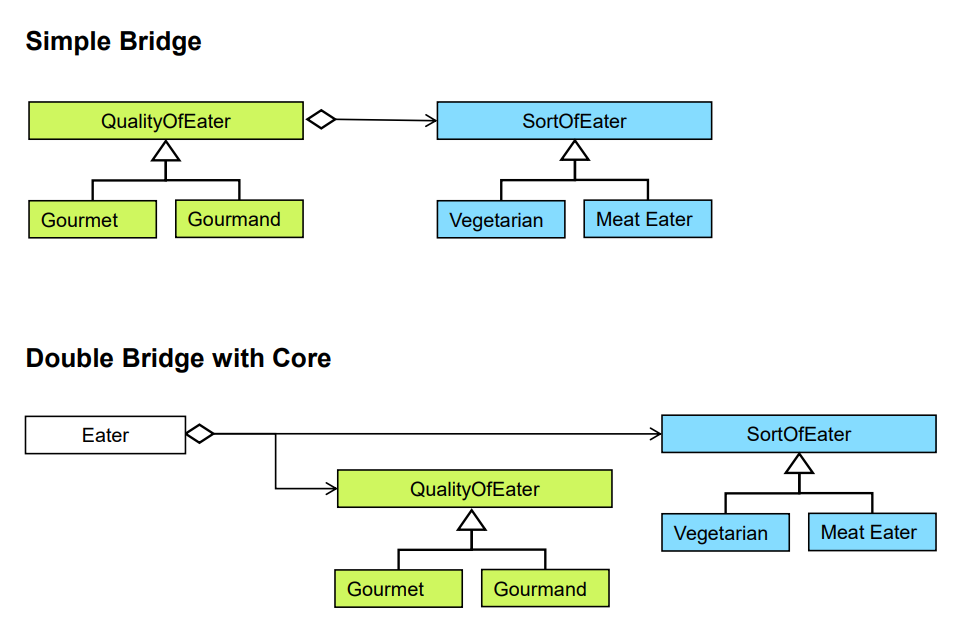 Simple Bridge
QualityOfEater
SortOfEater
Gourmet
Gourmand
Vegetarian
Meat Eater
Double Bridge with Core
Eater
SortOfEater
QualityOfEater
Vegetarian
Meat Eater
Gourmet
Gourmand